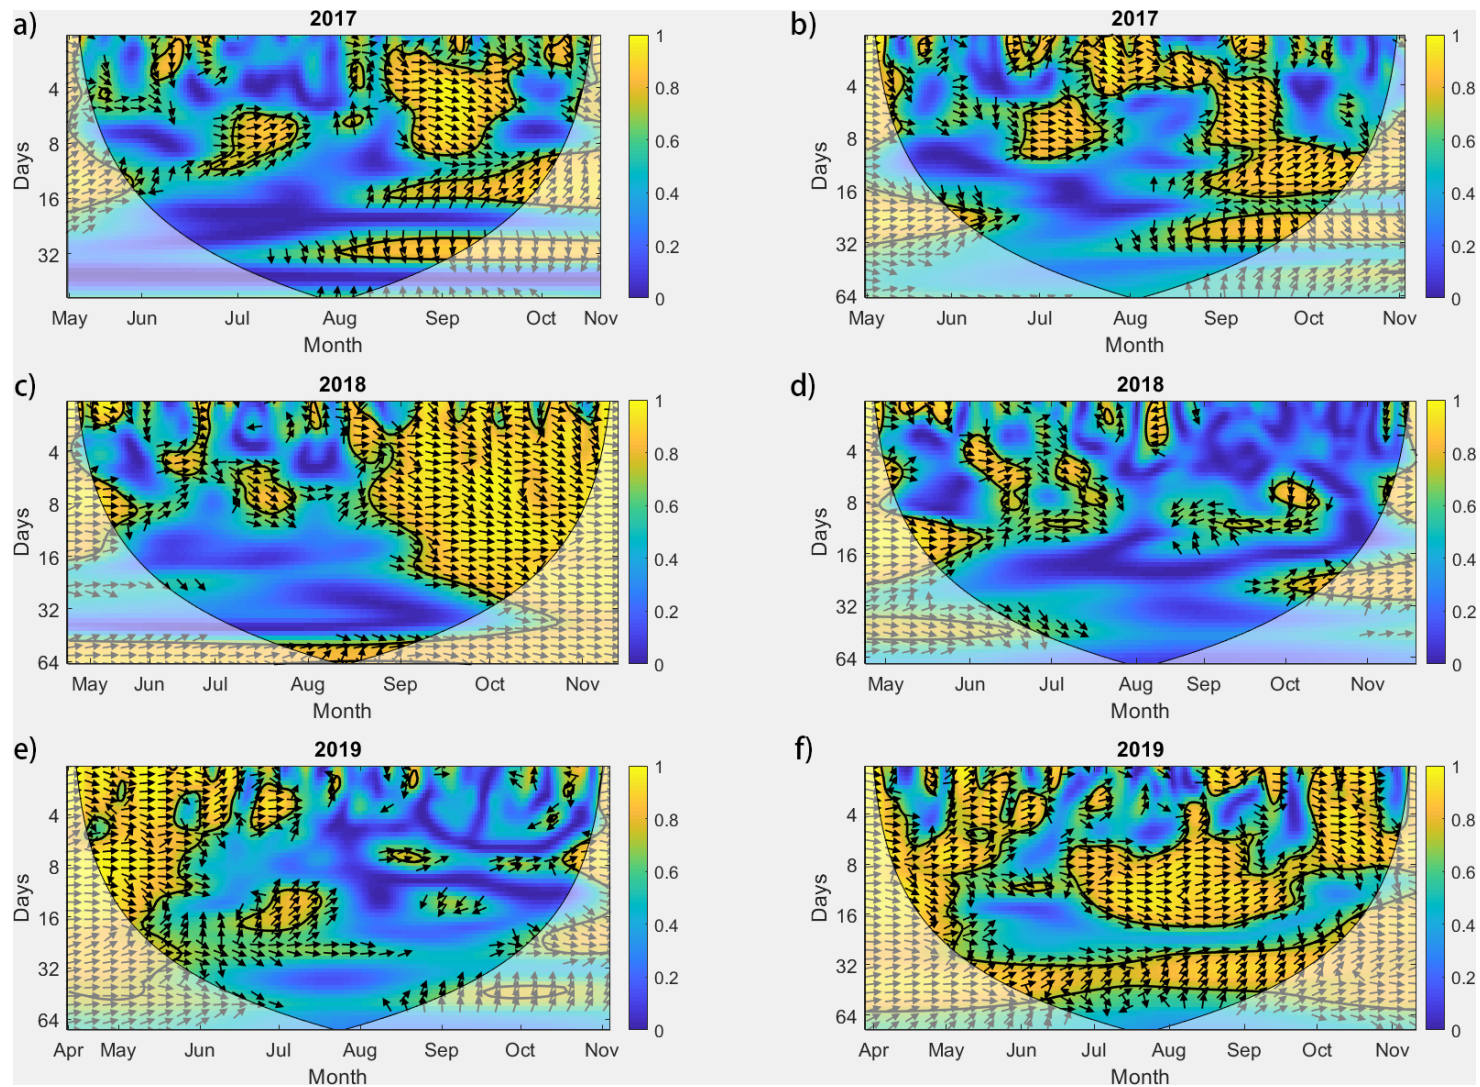 a) 2017
Days
4
8
16
32
May Jun Jul Aug Sep Oct Nov
Month
1
0.8
0.6
0.4
0.2
0
b) 2017
Days
4
8
16
32
64
May Jun Jul Aug Sep Oct Nov
Month
1
0.8
0.6
0.4
0.2
0
c) 2018
Days
4
8
16
32
64
May Jun Jul Aug Sep Oct Nov
Month
1
0.8
0.6
0.4
0.2
0
d) 2018
Days
4
8
16
32
64
May Jun Jul Aug Sep Oct Nov
Month
1
0.8
0.6
0.4
0.2
0
e) 2019
Days
4
8
16
32
64
Apr May Jun Jul Aug Sep Oct Nov
Month
1
0.8
0.6
0.4
0.2
0
f) 2019
Days
4
8
16
32
64
Apr May Jun Jul Aug Sep Oct Nov
Month
1
0.8
0.6
0.4
0.2
0